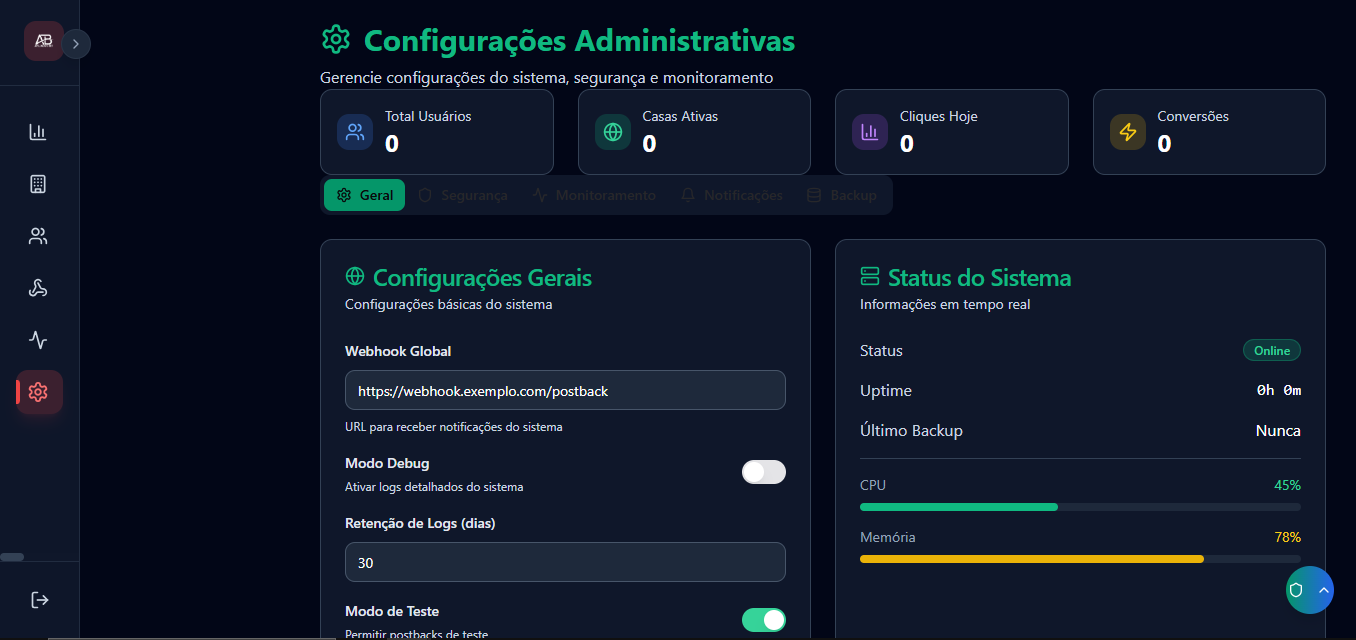 AB
Configurações Administrativas
Gerencie configurações do sistema, segurança e monitoramento
Total Usuários
0
Casas Ativas
0
Cliques Hoje
0
Conversões
0
Geral
Segurança
Monitoramento
Notificações
Backup
Configurações Gerais
Configurações básicas do sistema
Webhook Global
https://webhook.exemplo.com/postback
URL para receber notificações do sistema
Modo Debug
Ativar logs detalhados do sistema
Retenção de Logs (dias)
30
Modo de Teste
Permitir postbacks de teste
Status do Sistema
Informações em tempo real
Status
Online
Uptime
0h 0m
Último Backup
Nunca
CPU
45%
Memória
78%